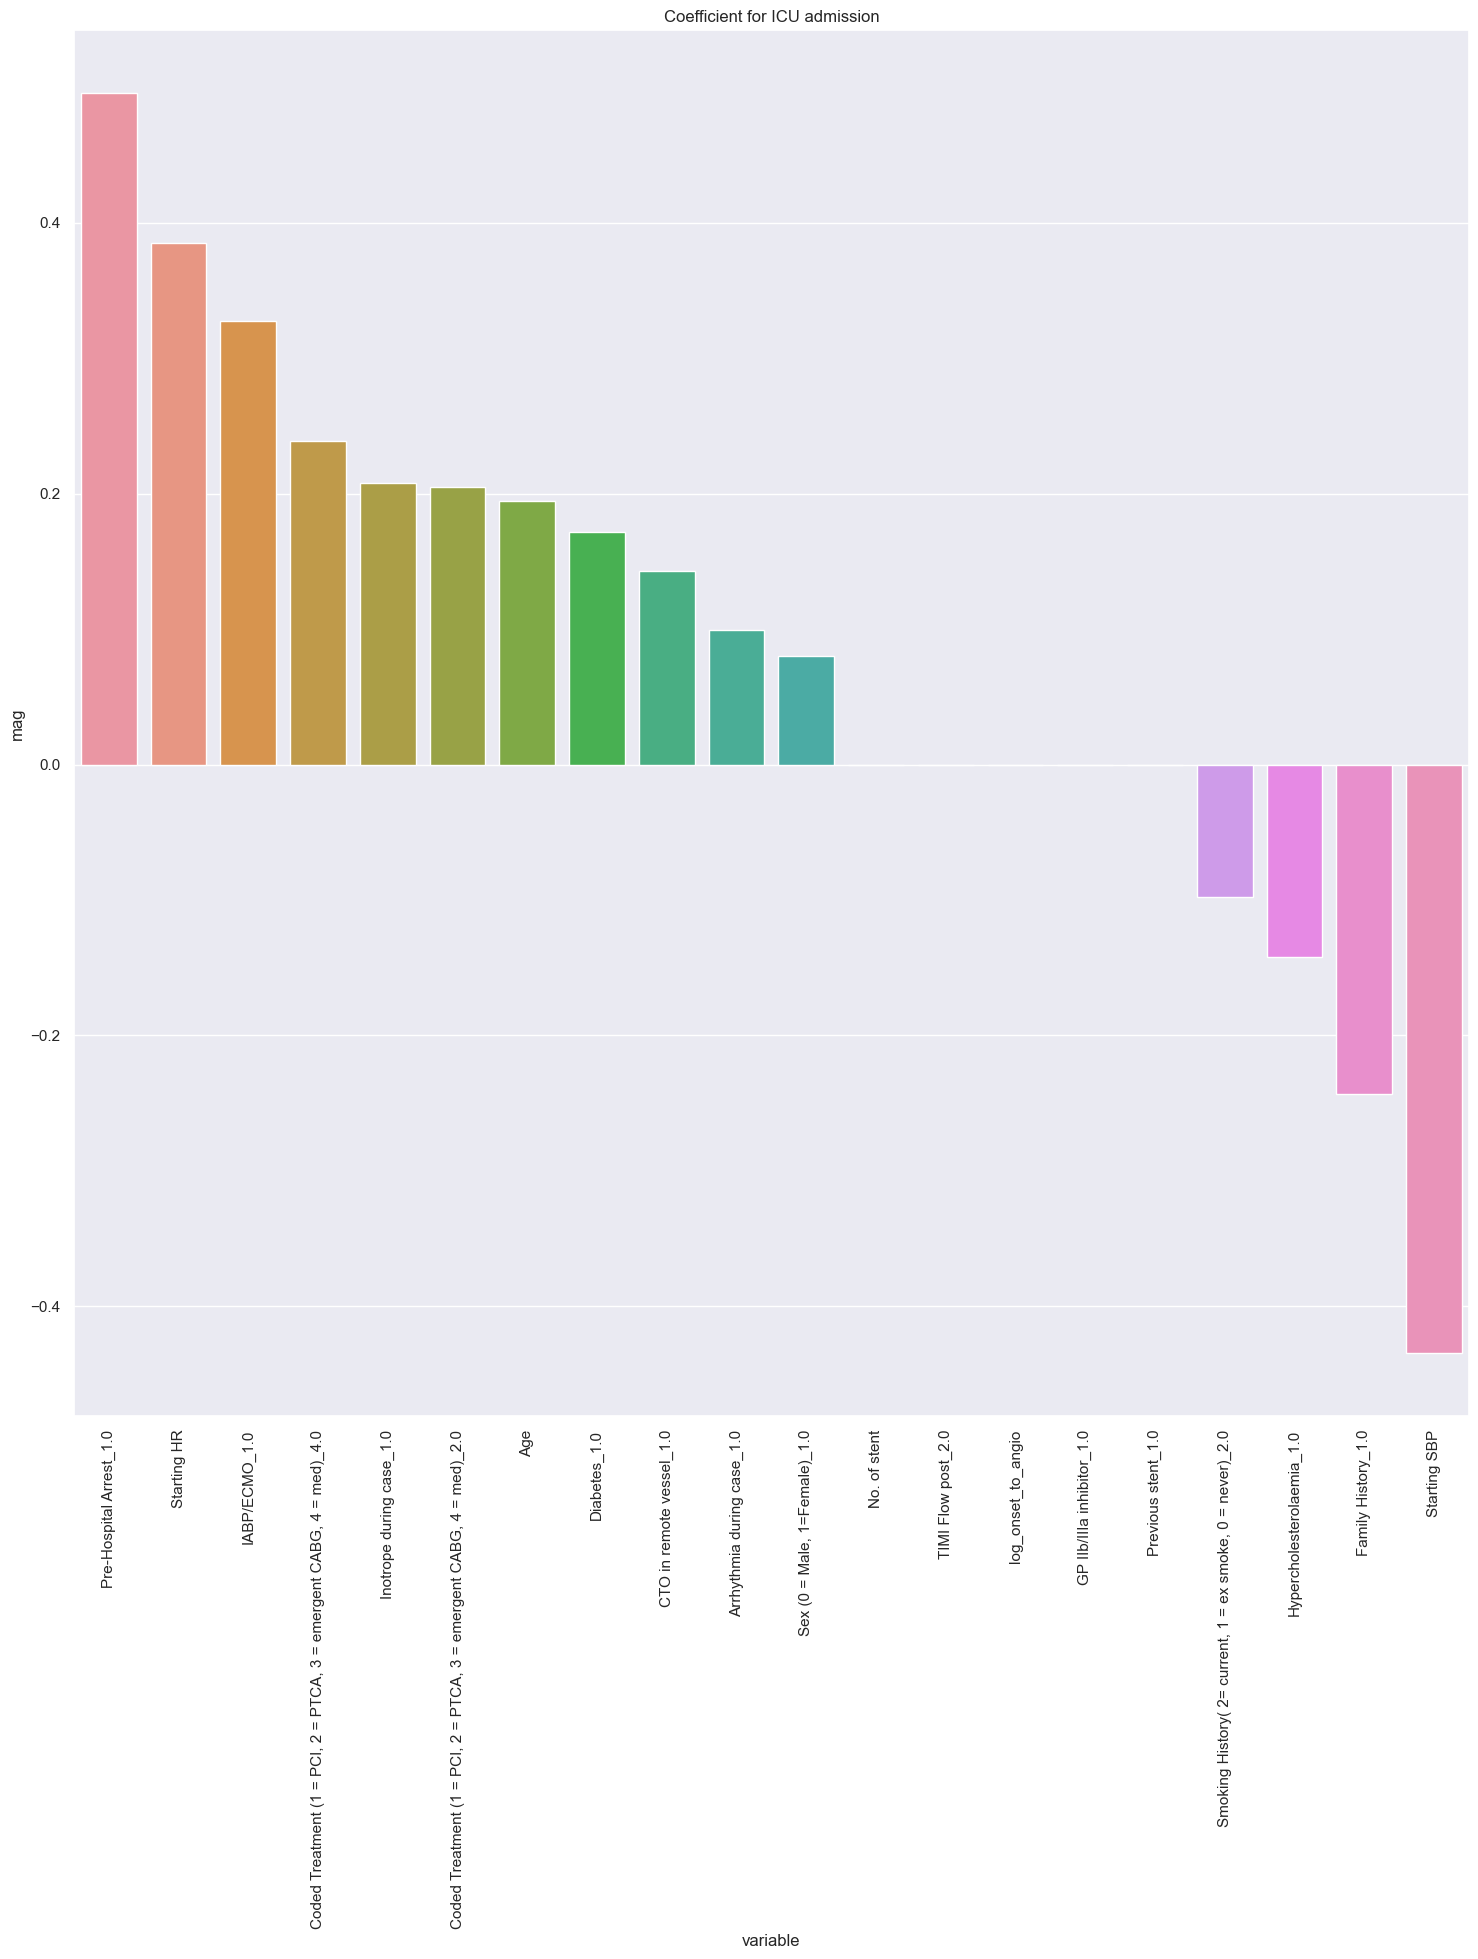 Coefficient for ICU admission
mag
0.4
0.2
0.0
−0.2
−0.4
Pre-Hospital Arrest_1.0
Starting HR
IABP/ECMO_1.0
Coded Treatment (1 = PCI, 2 = PTCA, 3 = emergent CABG, 4 = med)_4.0
Inotrope during case_1.0
Coded Treatment (1 = PCI, 2 = PTCA, 3 = emergent CABG, 4 = med)_2.0
Age
Diabetes_1.0
CTO in remote vessel_1.0
Arrhythmia during case_1.0
Sex (0 = Male, 1=Female)_1.0
No. of stent
TIMI Flow post_2.0
log_onset_to_angio
GP IIb/IIIa inhibitor_1.0
Previous stent_1.0
Smoking History( 2= current, 1 = ex smoke, 0 = never)_2.0
Hypercholesterolaemia_1.0
Family History_1.0
Starting SBP
variable